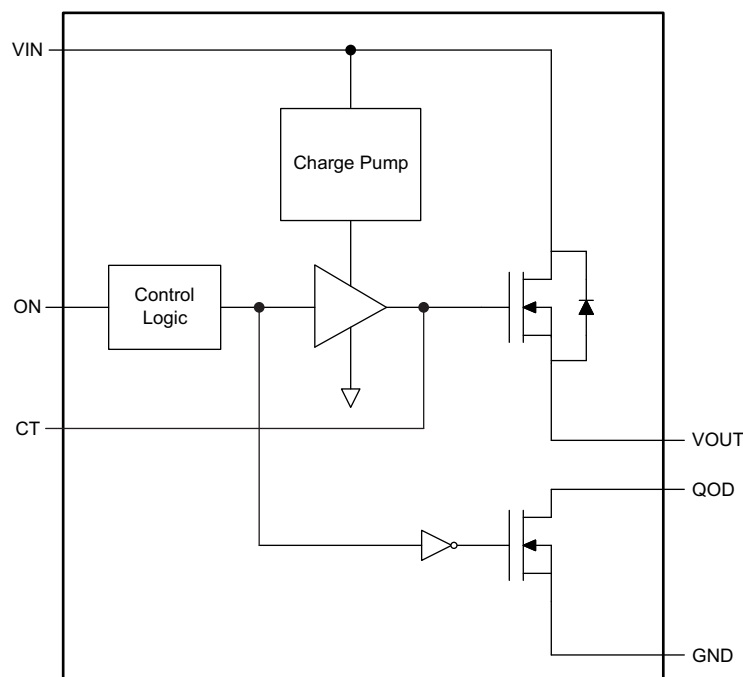 VIN
Charge Pump
ON
Control
Logic
CT
VOUT
QOD
GND